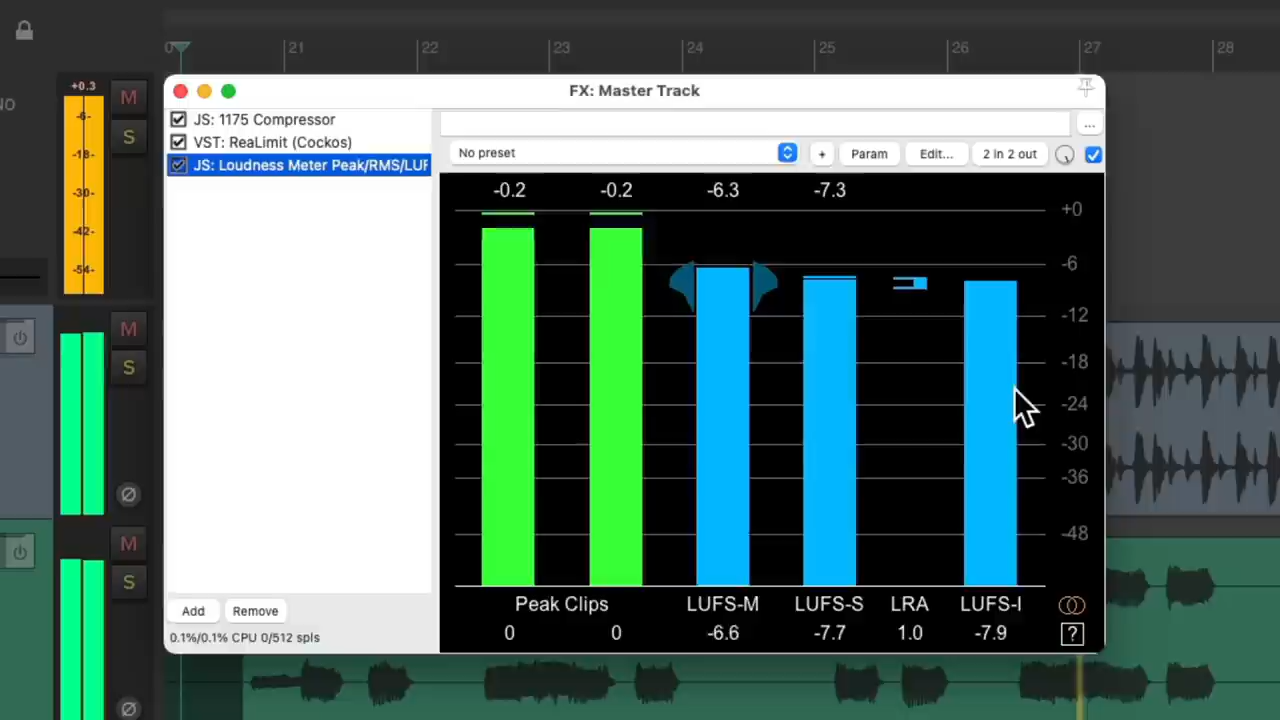 0 21 22 23 24 25 26 27 28
NO
+0.3
-6-
-18-
-30-
-42-
-54-
M
S
M
S
Ø
M
S
Ø
FX: Master Track
JS: 1175 Compressor
VST: ReaLimit (Cockos)
JS: Loudness Meter Peak/RMS/LUF
...
No preset
+ Param Edit... 2 in 2 out
-0.2 -0.2 -6.3 -7.3
+0
-6
-12
-18
-24
-30
-36
-48
Peak Clips LUFS-M LUFS-S LRA LUFS-I
0 0 -6.6 -7.7 1.0 -7.9
?
Add Remove
0.1%/0.1% CPU 0/512 spls